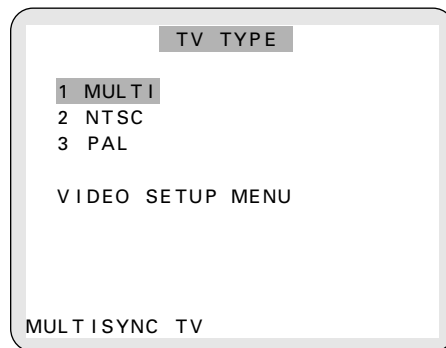 TV TYPE
1 MULTI
2 NTSC
3 PAL
VIDEO SETUP MENU
MULTISYNC TV